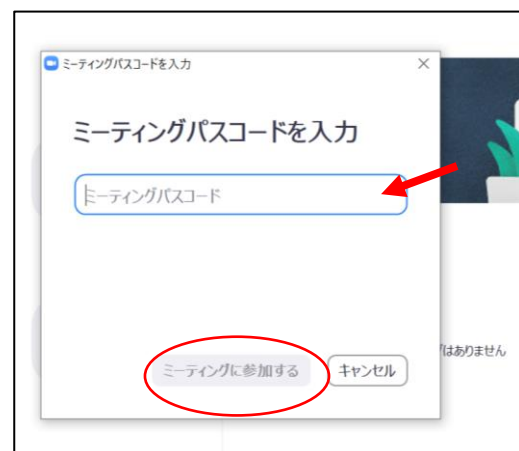 ミーティングパスコードを入力
ミーティングパスコードを入力
ミーティングパスコード
はありません
ミーティングに参加する キャンセル